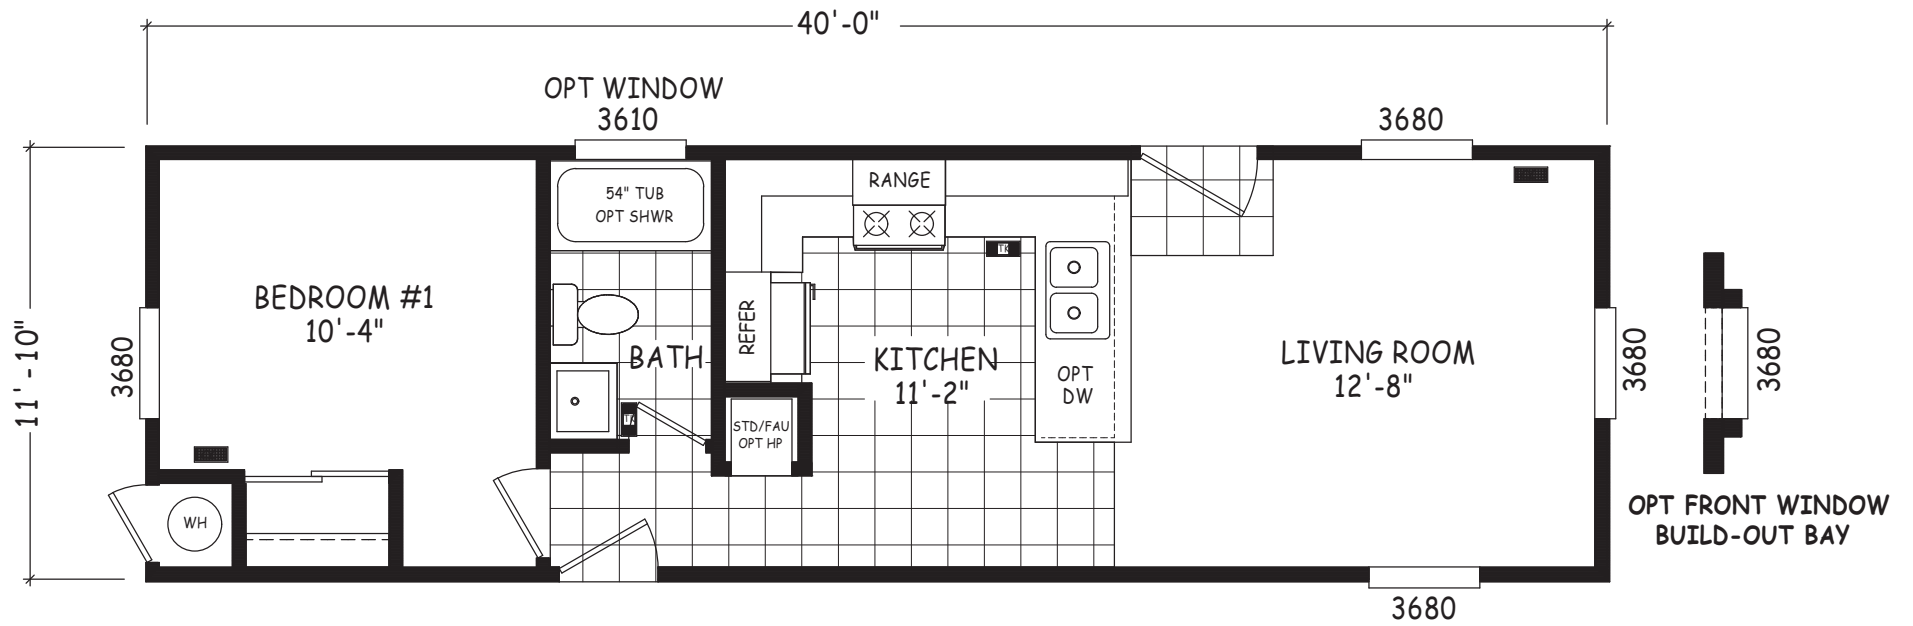 40'-0"
OPT WINDOW
3610
3680
11'-10"
54" TUB
OPT SHWR
RANGE
TK
BEDROOM #1
10'-4"
3680
BATH
REFER
KITCHEN
11'-2"
OPT
DW
LIVING ROOM
12'-8"
3680
3680
STD/FAU
OPT HP
WH
OPT FRONT WINDOW
BUILD-OUT BAY
3680